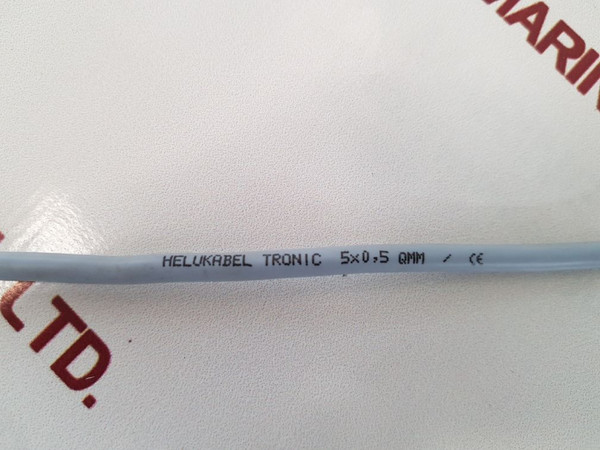 MARIN
HELUKABEL TRONIC 5x0,5 QMM / CE
LTD.